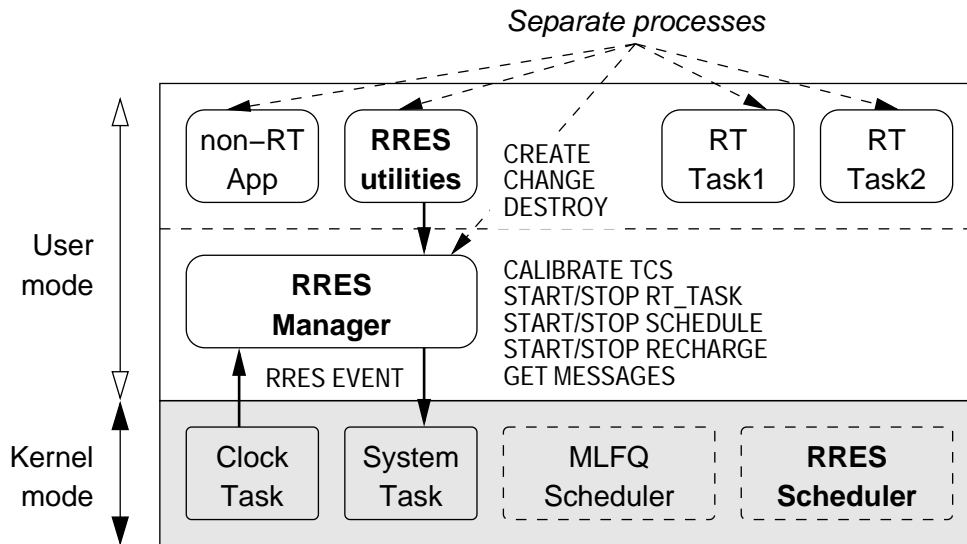 Separate processes
non−RT
App
RRES
utilities
RT
Task1
RT
Task2
CREATE
CHANGE
DESTROY
User
mode
RRES
Manager
CALIBRATE TCS
START/STOP RT_TASK
START/STOP SCHEDULE
START/STOP RECHARGE
GET MESSAGES
RRES EVENT
Kernel
mode
Clock
Task
System
Task
MLFQ
Scheduler
RRES
Scheduler